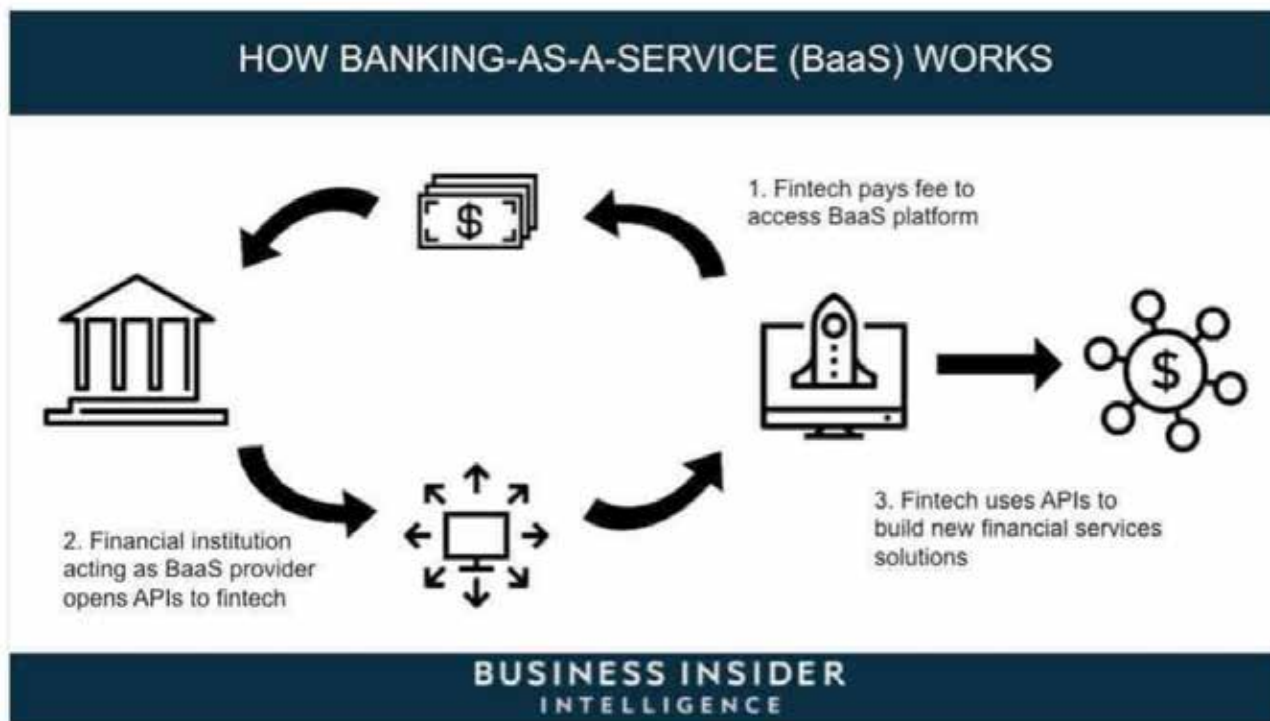 HOW BANKING-AS-A-SERVICE (BaaS) WORKS
1. Fintech pays fee to
access BaaS platform
$
$
2. Financial institution
acting as BaaS provider
opens APIs to fintech
3. Fintech uses APIs to
build new financial services
solutions
BUSINESS INSIDER
INTELLIGENCE